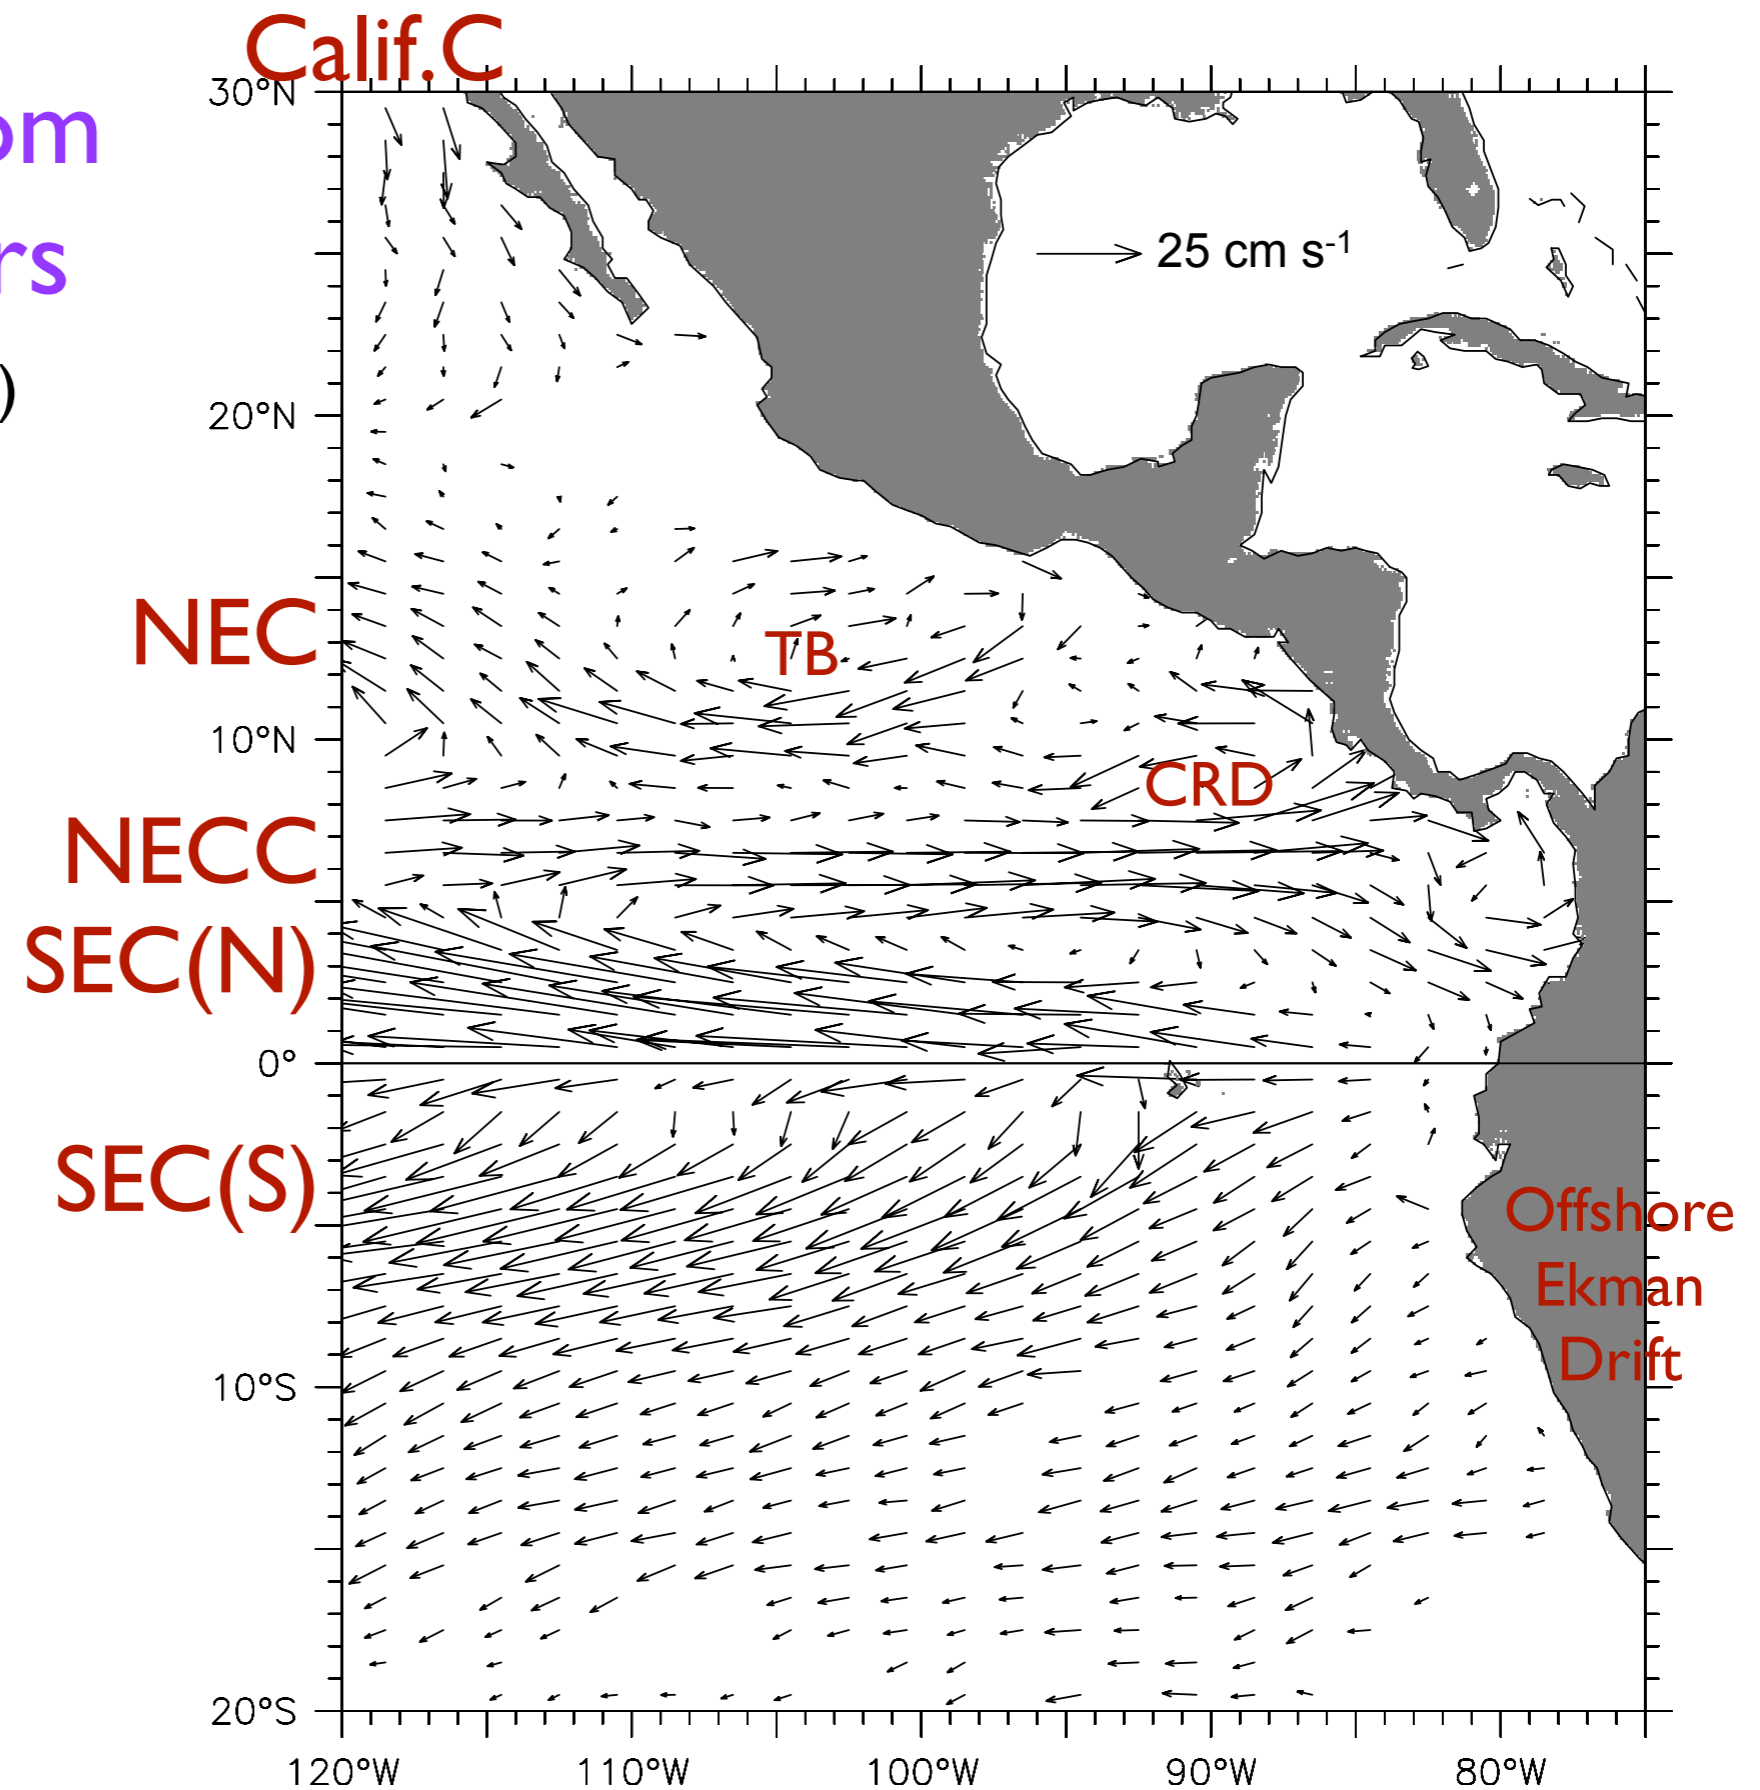 Calif.C
om
rs
)
30°N
20°N
10°N
0°
10°S
20°S
25 cm s-1
NEC
TB
CRD
NECC
SEC(N)
SEC(S)
Offshore
Ekman
Drift
120°W 110°W 100°W 90°W 80°W